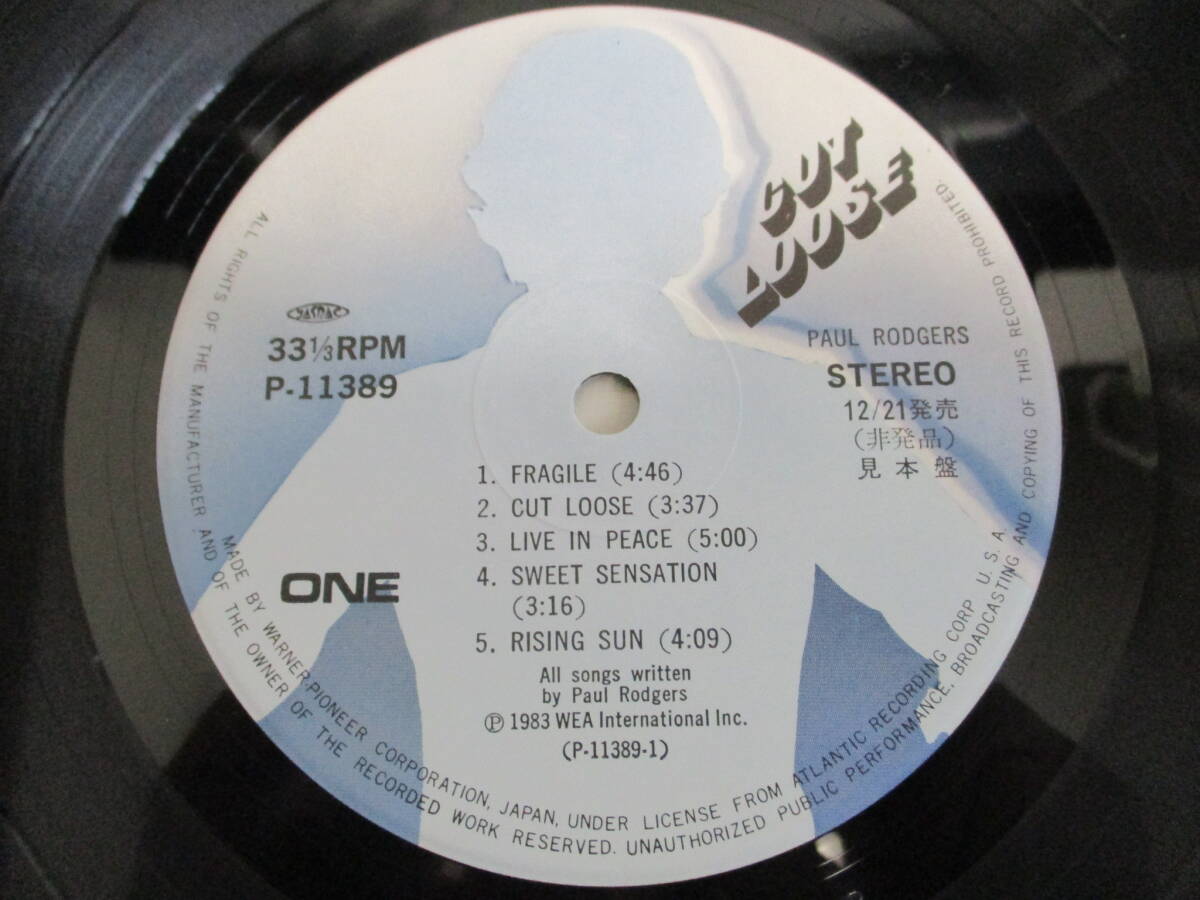 CUT
LOOSE
JASRAC
33⅓RPM
P-11389
PAUL RODGERS
STEREO
12/21発売
(非発品)
見本盤
ONE
1. FRAGILE (4:46)
2. CUT LOOSE (3:37)
3. LIVE IN PEACE (5:00)
4. SWEET SENSATION
(3:16)
5. RISING SUN (4:09)
All songs written
by Paul Rodgers
Ⓟ1983 WEA International Inc.
(P-11389-1)
ALL RIGHTS OF THE MANUFACTURER AND OF THE OWNER OF THE RECORDED WORK RESERVED. UNAUTHORIZED PUBLIC PERFORMANCE, BROADCASTING AND COPYING OF THIS RECORD PROHIBITED.
MADE BY WARNER-PIONEER CORPORATION, JAPAN, UNDER LICENSE FROM ATLANTIC RECORDING CORP. U.S.A.